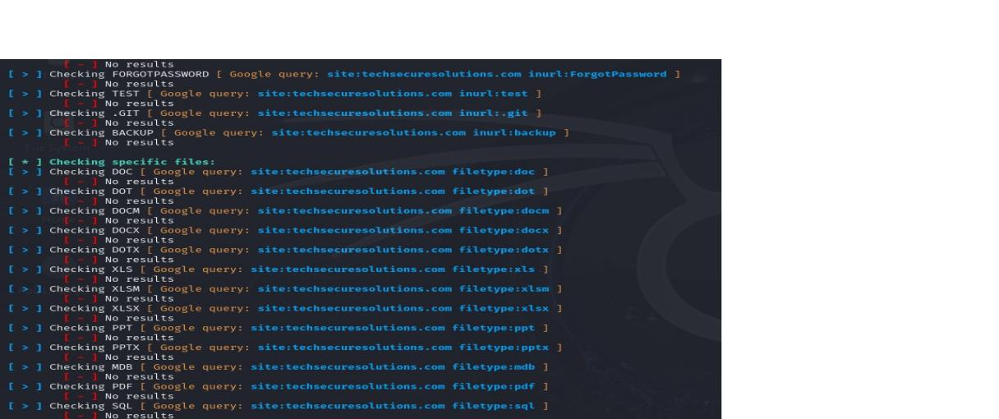 [ - ] No results
[ > ] Checking FORGOTPASSWORD [ Google query: site:techsecuresolutions.com inurl:ForgotPassword ]
[ - ] No results
[ > ] Checking TEST [ Google query: site:techsecuresolutions.com inurl:test ]
[ - ] No results
[ > ] Checking .GIT [ Google query: site:techsecuresolutions.com inurl:.git ]
[ - ] No results
[ > ] Checking BACKUP [ Google query: site:techsecuresolutions.com inurl:backup ]
[ - ] No results
File System
[ * ] Checking specific files:
[ > ] Checking DOC [ Google query: site:techsecuresolutions.com filetype:doc ]
[ - ] No results
[ > ] Checking DOT [ Google query: site:techsecuresolutions.com filetype:dot ]
[ - ] No results
[ > ] Checking DOCM [ Google query: site:techsecuresolutions.com filetype:docm ]
[ - ] No results
[ > ] Checking DOCX [ Google query: site:techsecuresolutions.com filetype:docx ]
[ - ] No results
[ > ] Checking DOTX [ Google query: site:techsecuresolutions.com filetype:dotx ]
[ - ] No results
[ > ] Checking XLS [ Google query: site:techsecuresolutions.com filetype:xls ]
[ - ] No results
[ > ] Checking XLSM [ Google query: site:techsecuresolutions.com filetype:xlsm ]
[ - ] No results
[ > ] Checking XLSX [ Google query: site:techsecuresolutions.com filetype:xlsx ]
[ - ] No results
[ > ] Checking PPT [ Google query: site:techsecuresolutions.com filetype:ppt ]
[ - ] No results
[ > ] Checking PPTX [ Google query: site:techsecuresolutions.com filetype:pptx ]
[ - ] No results
[ > ] Checking MDB [ Google query: site:techsecuresolutions.com filetype:mdb ]
[ - ] No results
[ > ] Checking PDF [ Google query: site:techsecuresolutions.com filetype:pdf ]
[ - ] No results
[ > ] Checking SQL [ Google query: site:techsecuresolutions.com filetype:sql ]
[ - ] No results